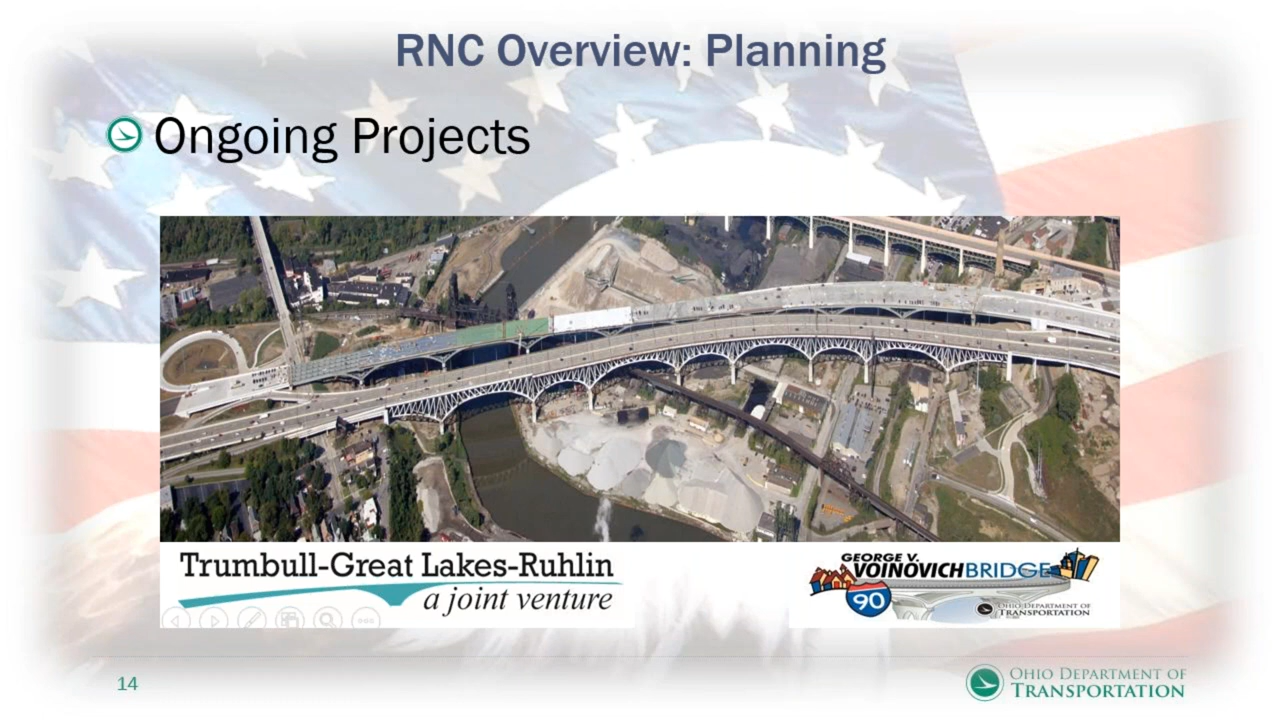 RNC Overview: Planning
Ongoing Projects
Trumbull-Great Lakes-Ruhlin
a joint venture
GEORGE V.
VOINOVICH BRIDGE
90
OHIO DEPARTMENT OF
TRANSPORTATION
14
OHIO DEPARTMENT OF
TRANSPORTATION